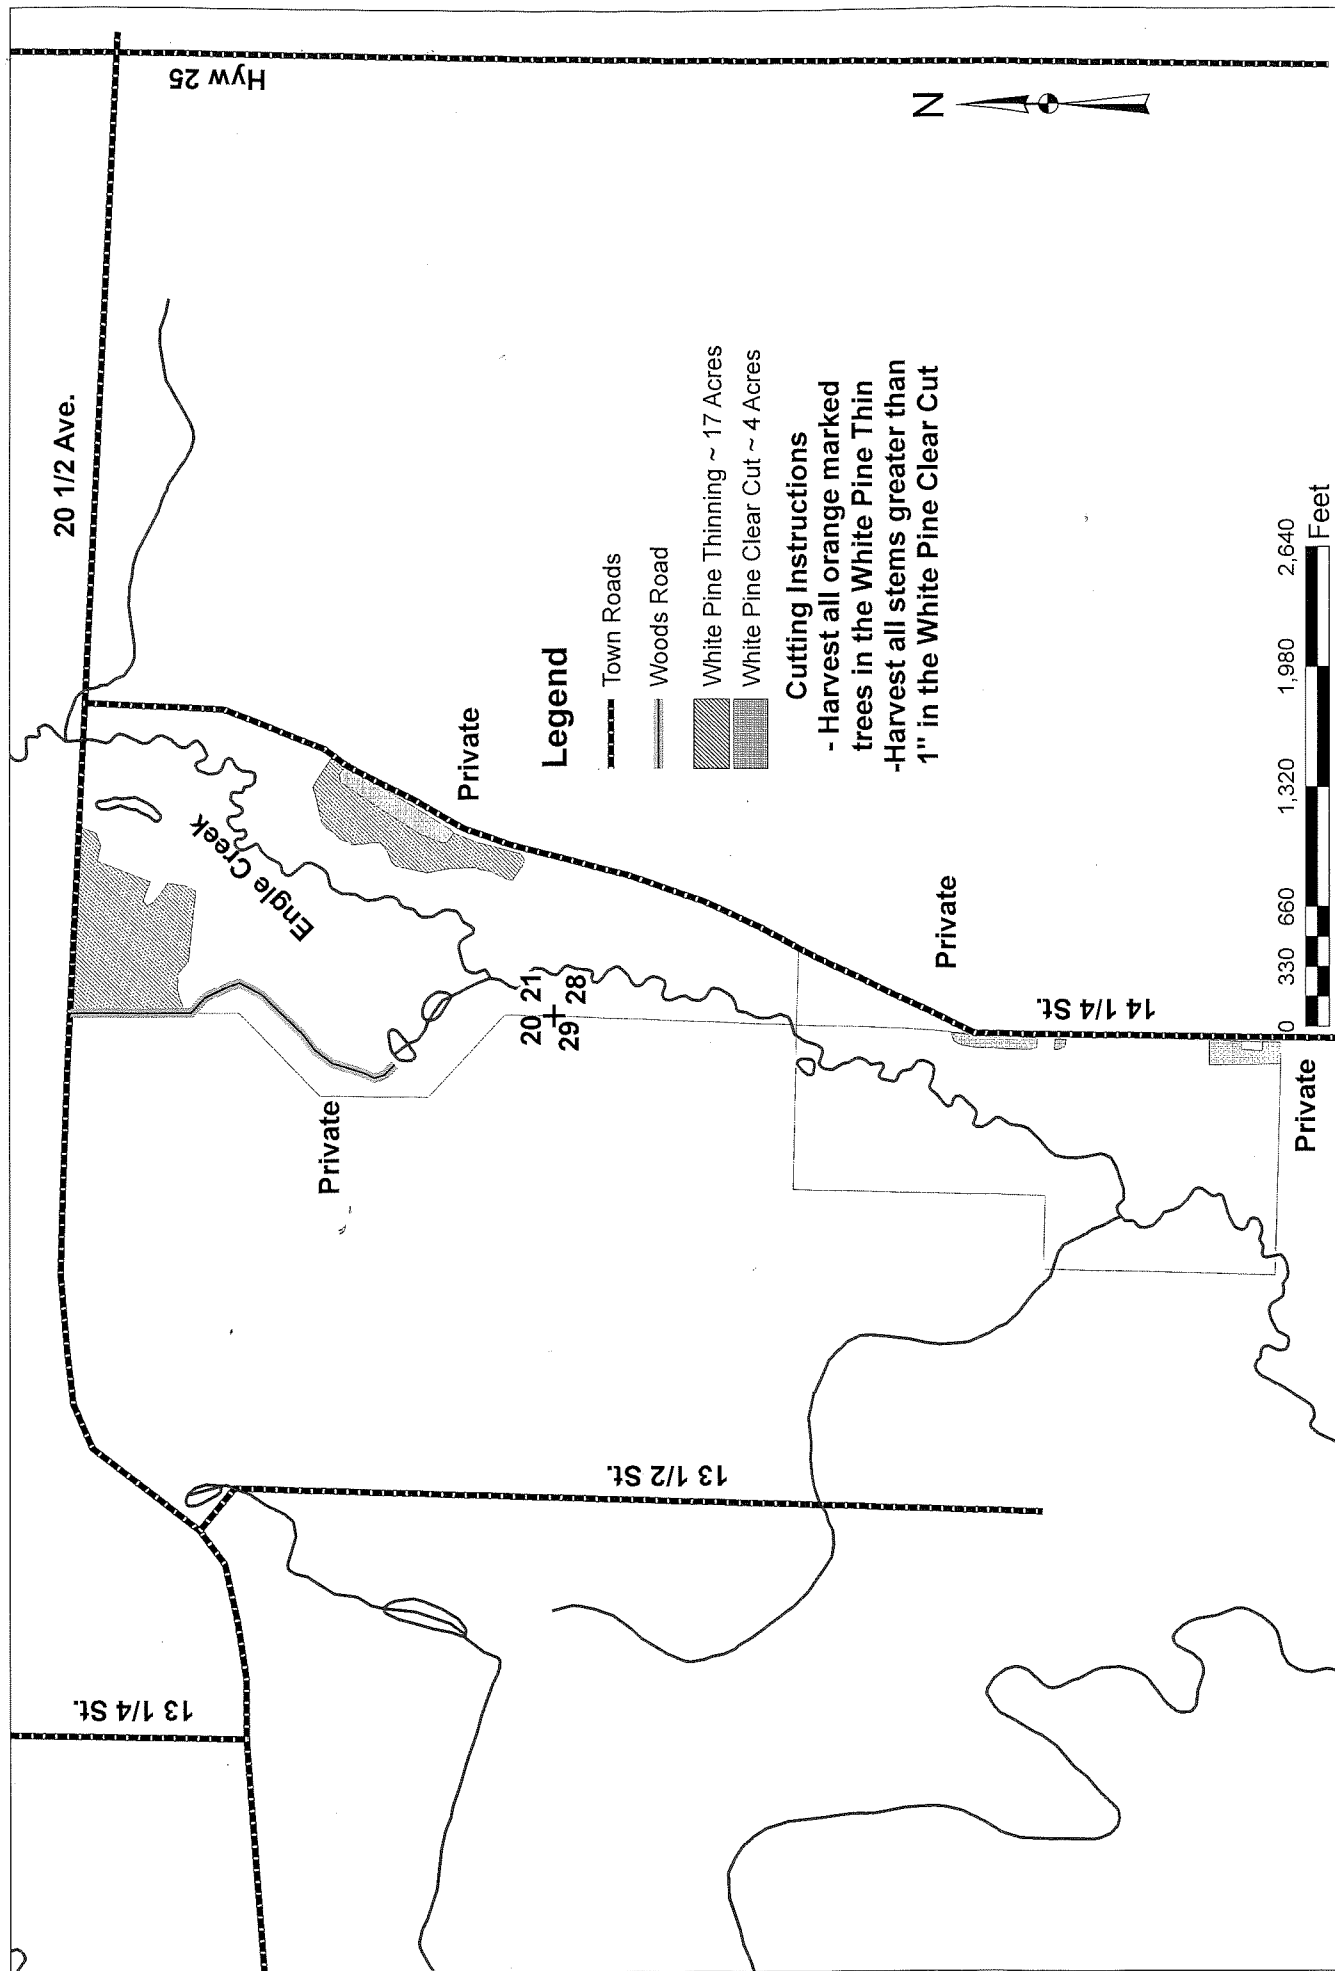 Hyw 25
20 1/2 Ave.
13 1/4 St.
13 1/2 St.
14 1/4 St.
Engle Creek
Private
Private
Private
Private
20 21
29 28
N
Legend
Town Roads
Woods Road
White Pine Thinning ~ 17 Acres
White Pine Clear Cut ~ 4 Acres
Cutting Instructions
- Harvest all orange marked
trees in the White Pine Thin
-Harvest all stems greater than
1" in the White Pine Clear Cut
0 330 660 1,320 1,980 2,640
Feet